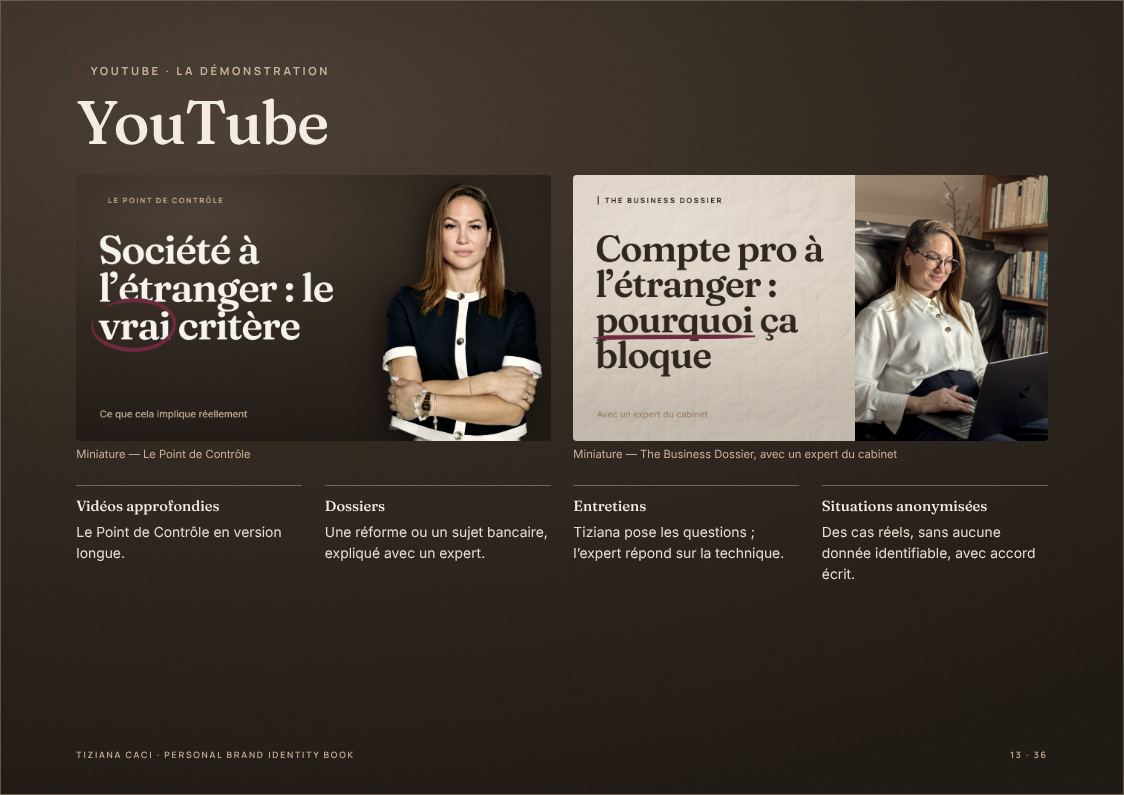 YOUTUBE · LA DÉMONSTRATION
YouTube
LE POINT DE CONTRÔLE
Société à
l’étranger : le
vrai critère
Ce que cela implique réellement
Miniature — Le Point de Contrôle
THE BUSINESS DOSSIER
Compte pro à
l’étranger :
pourquoi ça
bloque
Avec un expert du cabinet
Miniature — The Business Dossier, avec un expert du cabinet
Vidéos approfondies
Le Point de Contrôle en version
longue.
Dossiers
Une réforme ou un sujet bancaire,
expliqué avec un expert.
Entretiens
Tiziana pose les questions ;
l’expert répond sur la technique.
Situations anonymisées
Des cas réels, sans aucune
donnée identifiable, avec accord
écrit.
TIZIANA CACI · PERSONAL BRAND IDENTITY BOOK
13 · 36